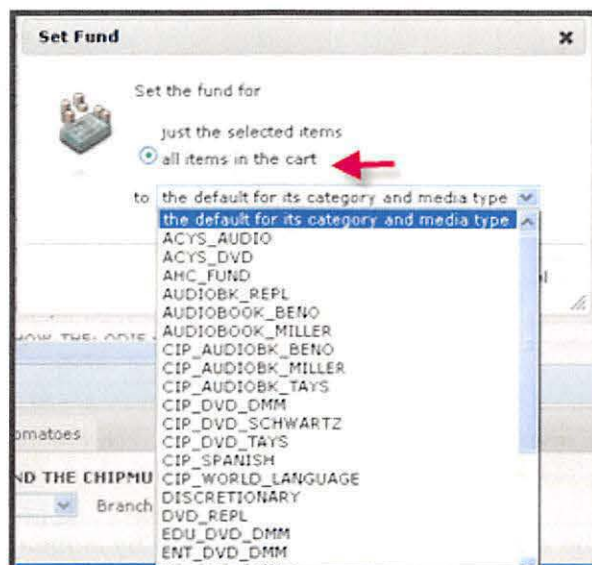 Set Fund
Set the fund for
just the selected items
all items in the cart
to the default for its category and media type
the default for its category and media type
ACYS_AUDIO
ACYS_DVD
AHC_FUND
AUDIOBK_REPL
AUDIOBOOK_BENO
AUDIOBOOK_MILLER
CIP_AUDIOBK_BENO
CIP_AUDIOBK_MILLER
CIP_AUDIOBK_TAYS
CIP_DVD_DMM
CIP_DVD_SCHWARTZ
CIP_DVD_TAYS
CIP_SPANISH
omatoes
CIP_WORLD_LANGUAGE
ND THE CHIPMU
DISCRETIONARY
Branch
DVD_REPL
EDU_DVD_DMM
ENT_DVD_DMM